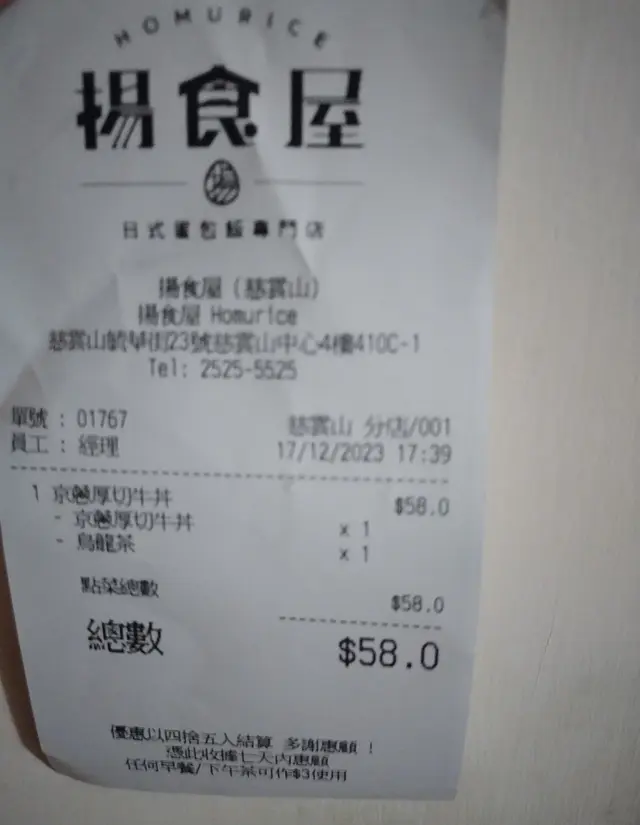 HOMURICE
揚食屋
揚
日式蛋包飯專門店
揚食屋 (慈雲山)
揚食屋 Homurice
慈雲山毓華街23號慈雲山中心4樓410C-1
Tel: 2525-5525
單號 : 01767 慈雲山 分店/001
員工 : 經理 17/12/2023 17:39
1 京蔥厚切牛丼 $58.0
- 京蔥厚切牛丼 x 1
- 烏龍茶 x 1
點菜總數 $58.0
總數 $58.0
優惠以四捨五入結算 多謝惠顧 !
憑此收據七天內惠顧
任何早餐/下午茶可作$3使用